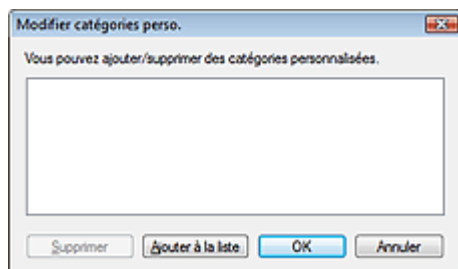 Modifier catégories perso.
Vous pouvez ajouter/supprimer des catégories personnalisées.
Supprimer Ajouter à la liste OK Annuler